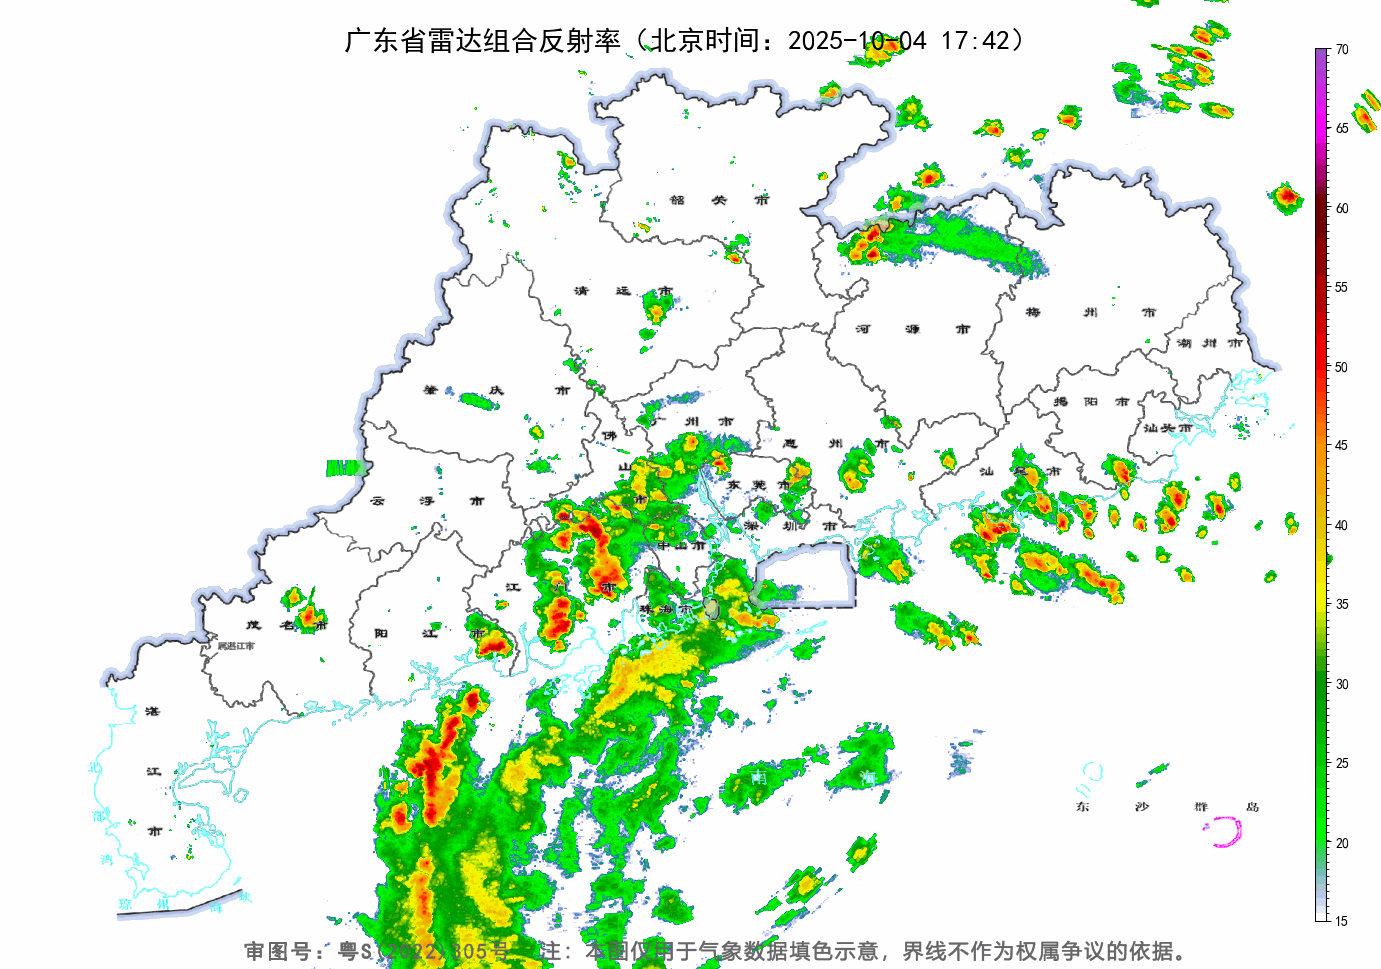 广东省雷达组合反射率（北京时间：2025-10-04 17:42）
70
65
60
55
50
45
40
35
30
25
20
15
韶关市
清远市
河源市
梅州市
潮州市
肇庆市
广州市
揭阳市
汕头市
佛山市
惠州市
东莞市
汕尾市
云浮市
深圳市
中山市
江门市
珠海市
茂名市
阳江市
属湛江市
湛江市
南海
北部湾
东沙群岛
琼州海峡
审图号：粤S(2022)305号 注：本图仅用于气象数据填色示意，界线不作为权属争议的依据。